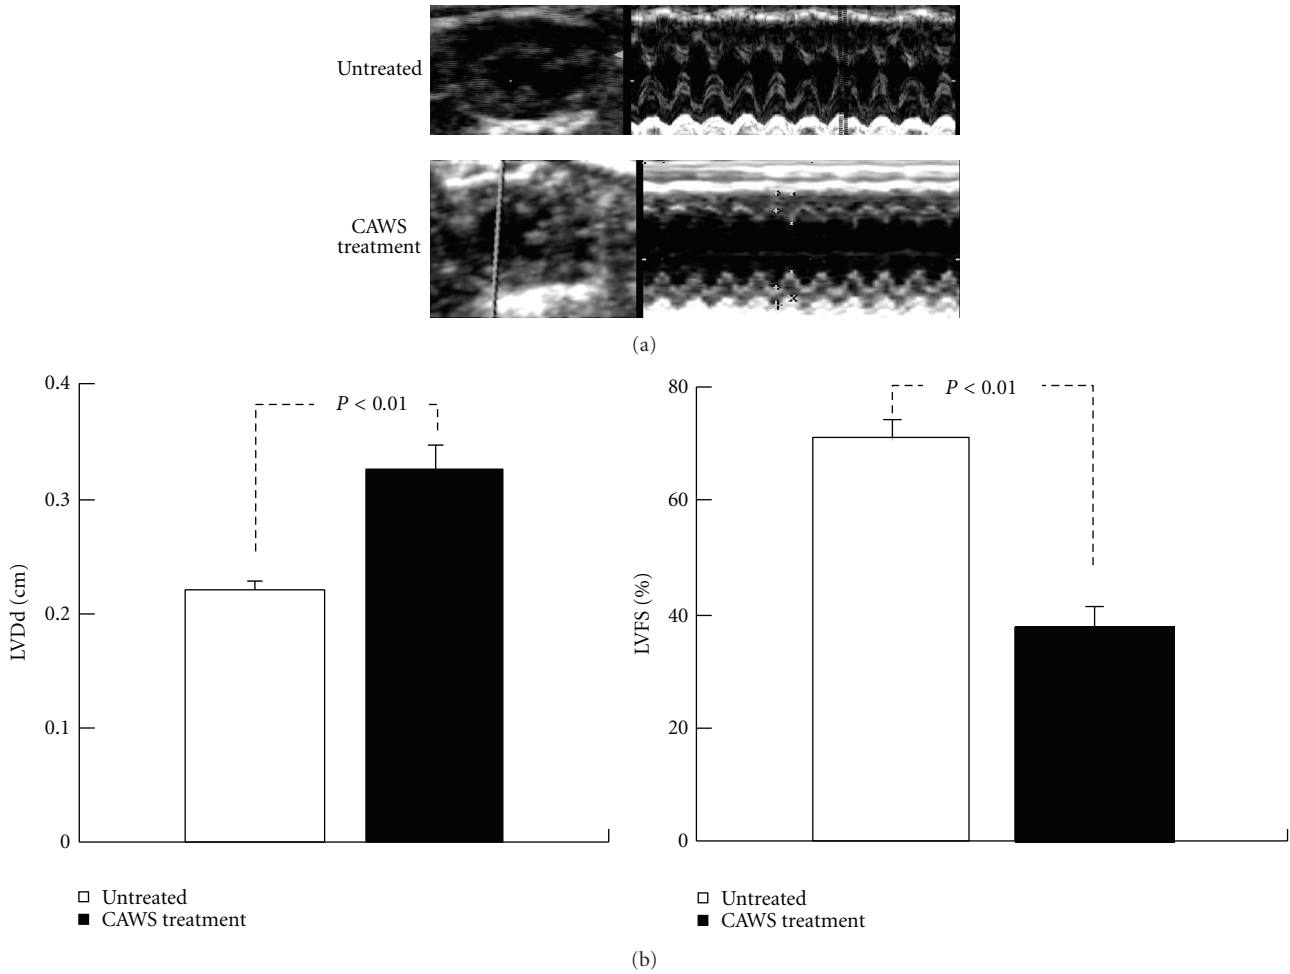 Untreated
CAWS
treatment
(a)
0.4
0.3
0.2
0.1
0
LVDd (cm)
P < 0.01
Untreated
CAWS treatment
80
60
40
20
0
LVFS (%)
P < 0.01
Untreated
CAWS treatment
(b)